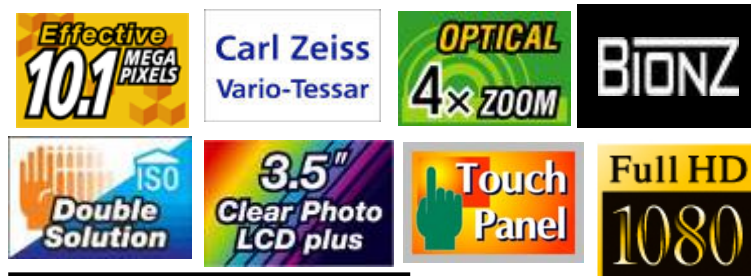 Effective
10.1 MEGA PIXELS
Carl Zeiss
Vario-Tessar
OPTICAL
4x ZOOM
BIONZ
ISO
Double
Solution
3.5"
Clear Photo
LCD plus
Touch
Panel
Full HD
1080